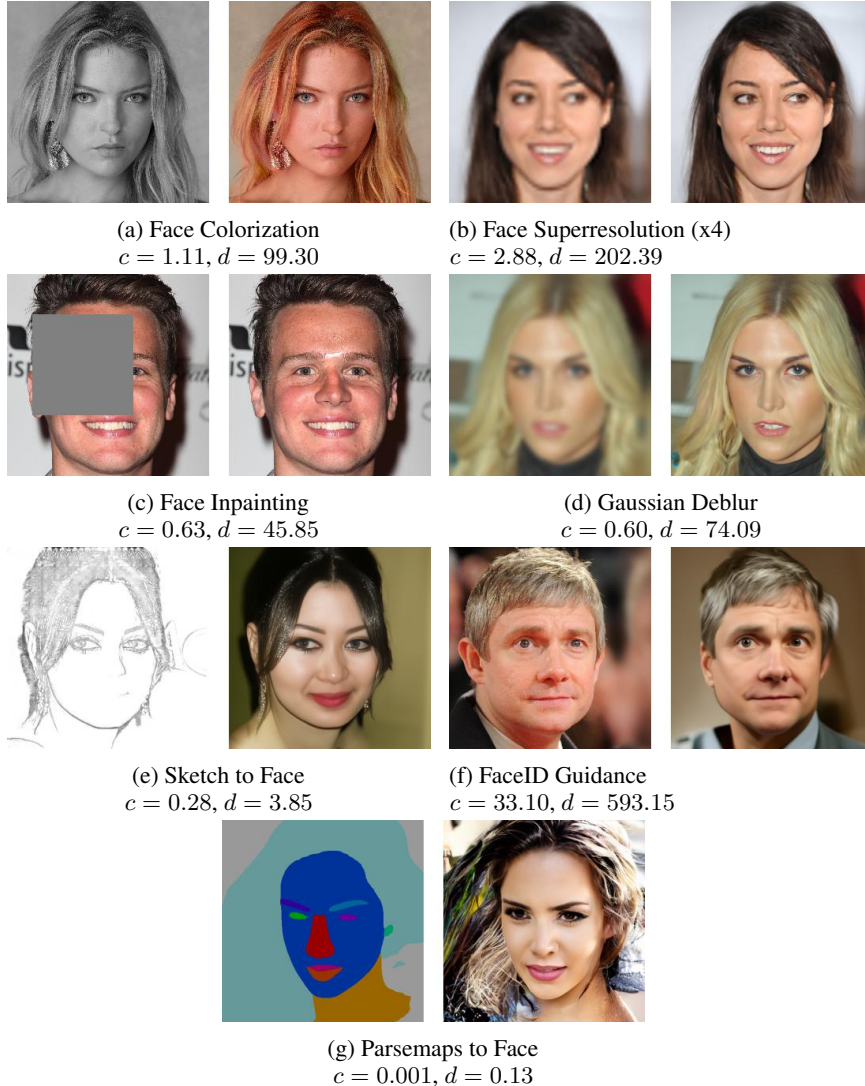 (a) Face Colorization
c = 1.11, d = 99.30
(b) Face Superresolution (x4)
c = 2.88, d = 202.39
(c) Face Inpainting
c = 0.63, d = 45.85
(d) Gaussian Deblur
c = 0.60, d = 74.09
(e) Sketch to Face
c = 0.28, d = 3.85
(f) FaceID Guidance
c = 33.10, d = 593.15
(g) Parsemaps to Face
c = 0.001, d = 0.13